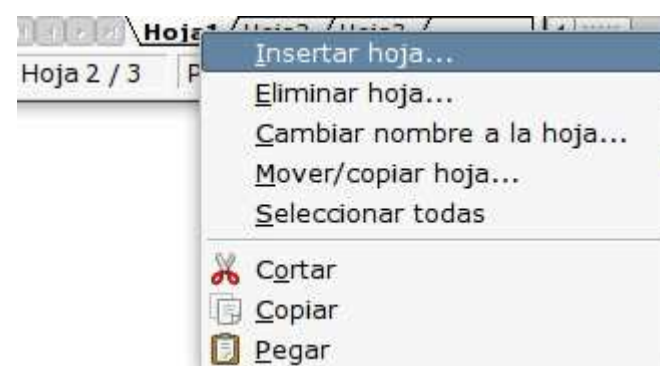 Hoja1
Hoja 2 / 3 P
Insertar hoja...
Eliminar hoja...
Cambiar nombre a la hoja...
Mover/copiar hoja...
Seleccionar todas
Cortar
Copiar
Pegar